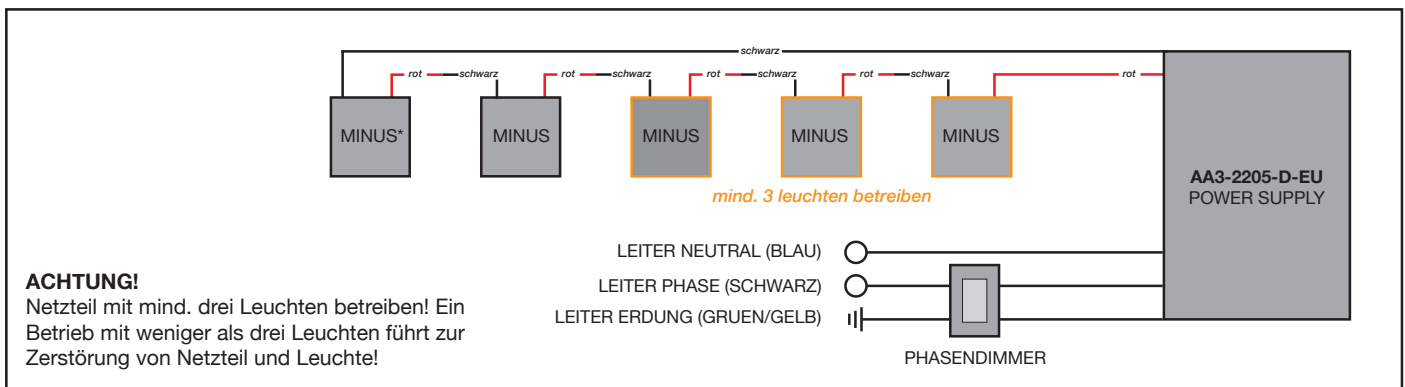 schwarz
rot schwarz rot schwarz rot schwarz rot schwarz rot
MINUS* MINUS MINUS MINUS MINUS
mind. 3 leuchten betreiben
AA3-2205-D-EU
POWER SUPPLY
LEITER NEUTRAL (BLAU)
LEITER PHASE (SCHWARZ)
LEITER ERDUNG (GRUEN/GELB)
PHASENDIMMER
ACHTUNG!
Netzteil mit mind. drei Leuchten betreiben! Ein
Betrieb mit weniger als drei Leuchten führt zur
Zerstörung von Netzteil und Leuchte!